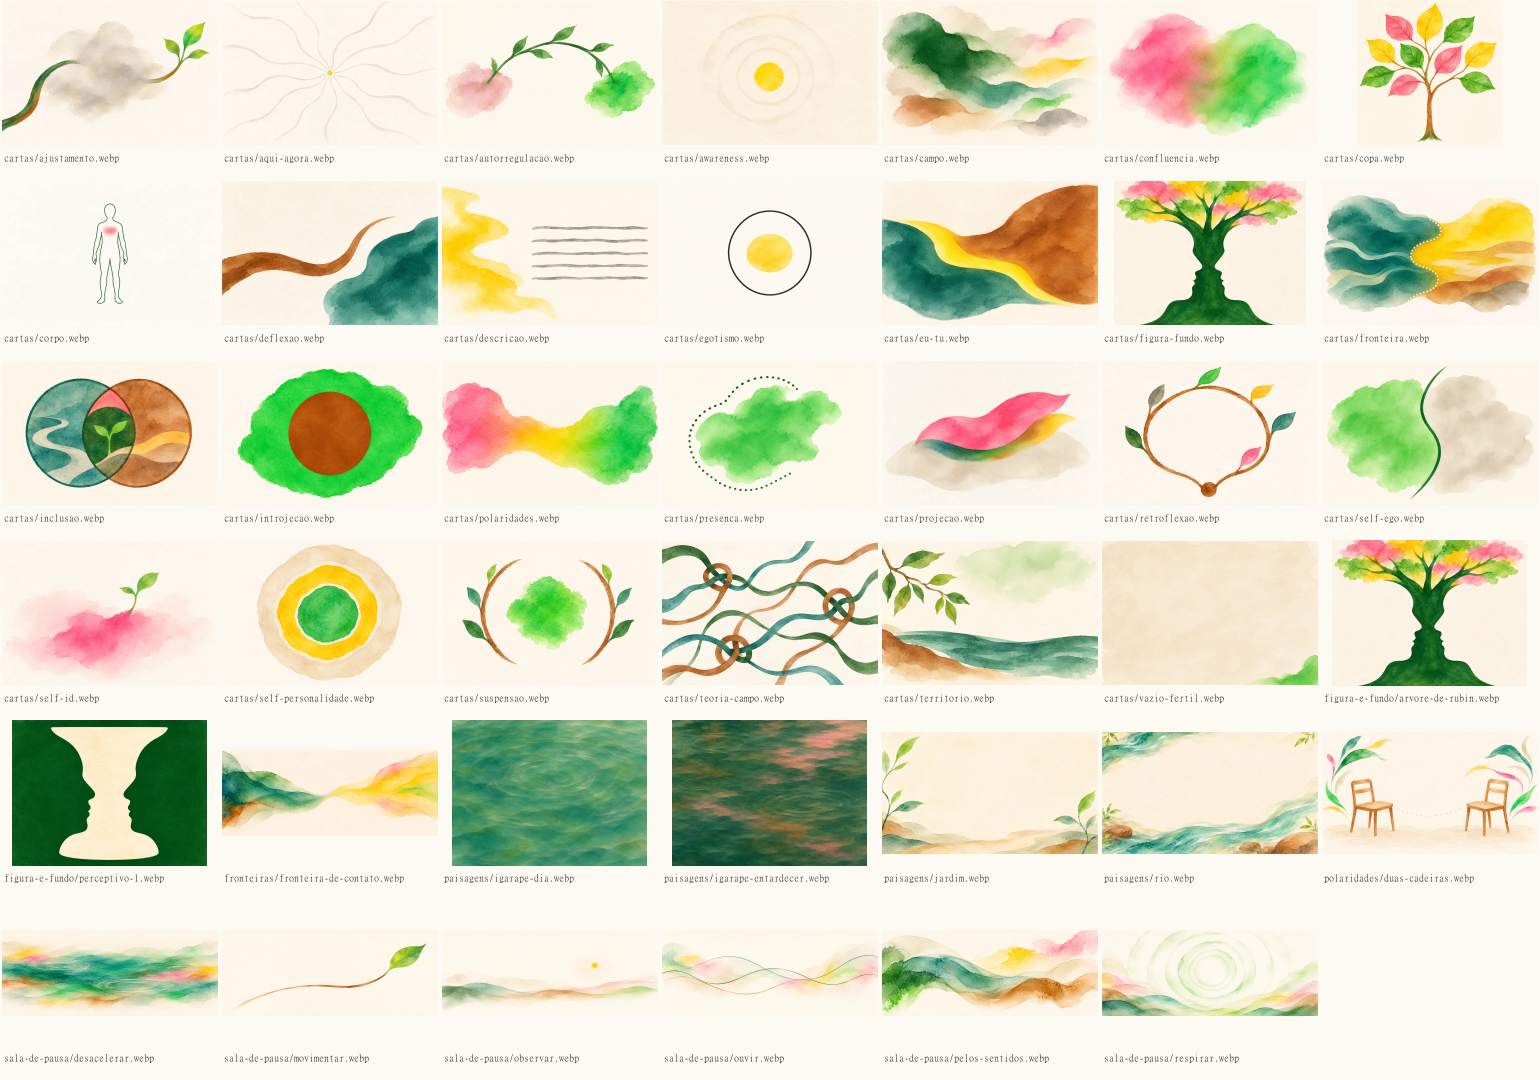 cartas/ajustamento.webp
cartas/aqui-agora.webp
cartas/autorregulacao.webp
cartas/awareness.webp
cartas/campo.webp
cartas/confluencia.webp
cartas/copa.webp
cartas/corpo.webp
cartas/deflexao.webp
cartas/descricao.webp
cartas/egotismo.webp
cartas/eu-tu.webp
cartas/figura-fundo.webp
cartas/fronteira.webp
cartas/inclusao.webp
cartas/introjecao.webp
cartas/polaridades.webp
cartas/presenca.webp
cartas/projecao.webp
cartas/retroflexao.webp
cartas/self-ego.webp
cartas/self-id.webp
cartas/self-personalidade.webp
cartas/suspensao.webp
cartas/teoria-campo.webp
cartas/territorio.webp
cartas/vazio-fertil.webp
figura-e-fundo/arvore-de-rubin.webp
figura-e-fundo/perceptivo-1.webp
fronteiras/fronteira-de-contato.webp
paisagens/igarape-dia.webp
paisagens/igarape-entardecer.webp
paisagens/jardim.webp
paisagens/rio.webp
polaridades/duas-cadeiras.webp
sala-de-pausa/desacelerar.webp
sala-de-pausa/movimentar.webp
sala-de-pausa/observar.webp
sala-de-pausa/ouvir.webp
sala-de-pausa/pelos-sentidos.webp
sala-de-pausa/respirar.webp